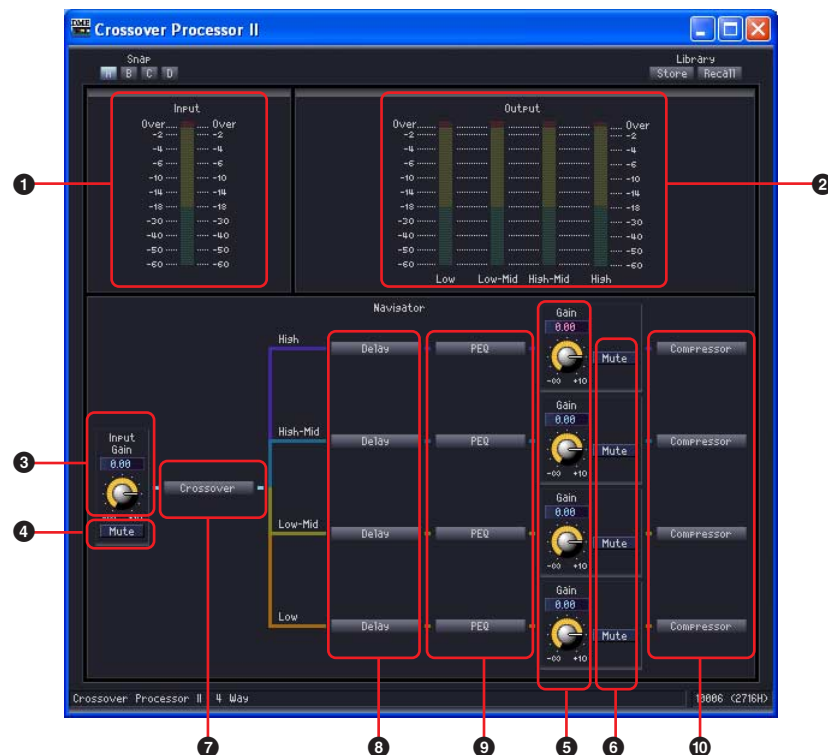 DME Crossover Processor II
Snap
A B C D
Library
Store Recall
Input
Over Over
-2 -2
-4 -4
-6 -6
-10 -10
-14 -14
-18 -18
-30 -30
-40 -40
-50 -50
-60 -60
Output
Over Over
-2 -2
-4 -4
-6 -6
-10 -10
-14 -14
-18 -18
-30 -30
-40 -40
-50 -50
-60 -60
Low Low-Mid High-Mid High
1
2
Navigator
High
Delay
PEQ
Gain
0.00
-∞ +10
Mute
Compressor
High-Mid
Delay
PEQ
Gain
0.00
-∞ +10
Mute
Compressor
Input
Gain
0.00
Mute
Crossover
3
4
Low-Mid
Delay
PEQ
Gain
0.00
-∞ +10
Mute
Compressor
Low
Delay
PEQ
Gain
0.00
-∞ +10
Mute
Compressor
Crossover Processor II 4 Way
10006 (2716H)
7 8 9 5 6 10